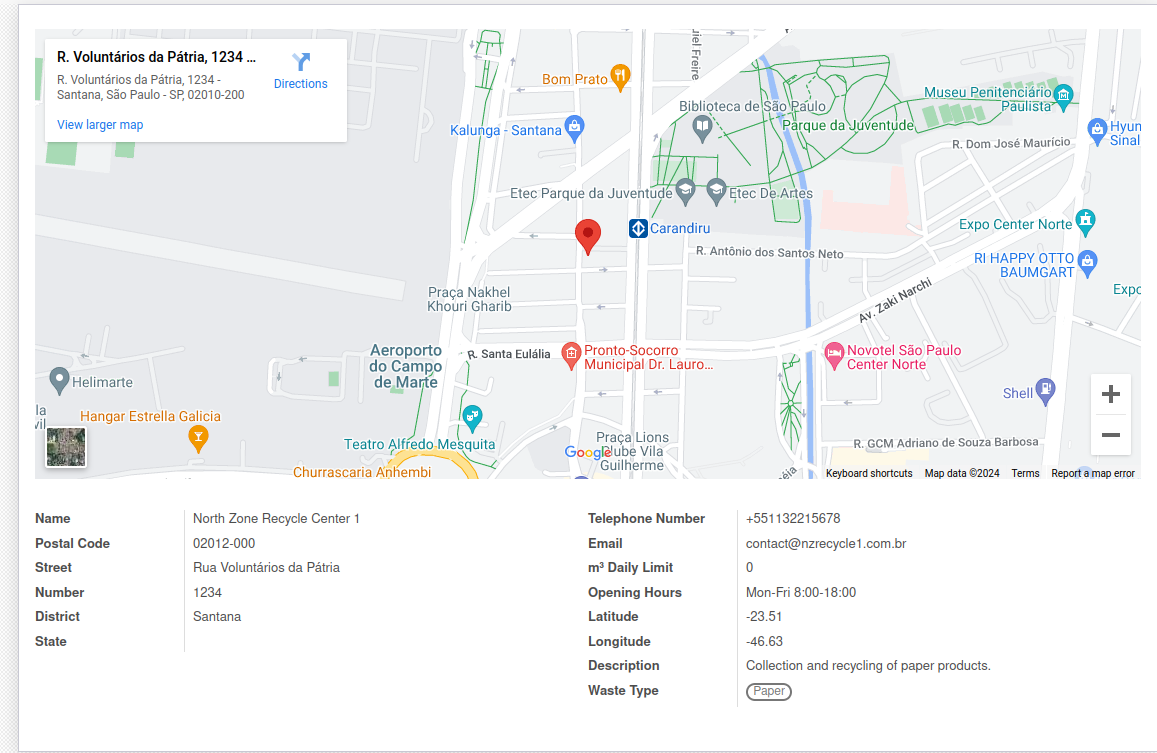 R. Voluntários da Pátria, 1234 ...
R. Voluntários da Pátria, 1234 -
Santana, São Paulo - SP, 02010-200
Directions
View larger map
Bom Prato
Kalunga - Santana
Biblioteca de São Paulo
Parque da Juventude
Museu Penitenciário
Paulista
Hyun
Sinal
R. Dom José Maurício
Etec Parque da Juventude
Etec De Artes
Carandiru
Expo Center Norte
R. Antônio dos Santos Neto
RI HAPPY OTTO
BAUMGART
Expo
Av. Zaki Narchi
Praça Nakhel
Khouri Gharib
Aeroporto
do Campo
de Marte
R. Santa Eulália
Pronto-Socorro
Municipal Dr. Lauro...
Novotel São Paulo
Center Norte
Helimarte
Shell
Hangar Estrella Galicia
Teatro Alfredo Mesquita
Praça Lions
Clube Vila
Guilherme
Google
R. GCM Adriano de Souza Barbosa
Churrascaria Anhembi
Keyboard shortcuts
Map data ©2024
Terms
Report a map error
Name North Zone Recycle Center 1
Postal Code 02012-000
Street Rua Voluntários da Pátria
Number 1234
District Santana
State
Telephone Number +551132215678
Email contact@nzrecycle1.com.br
m³ Daily Limit 0
Opening Hours Mon-Fri 8:00-18:00
Latitude -23.51
Longitude -46.63
Description Collection and recycling of paper products.
Waste Type Paper